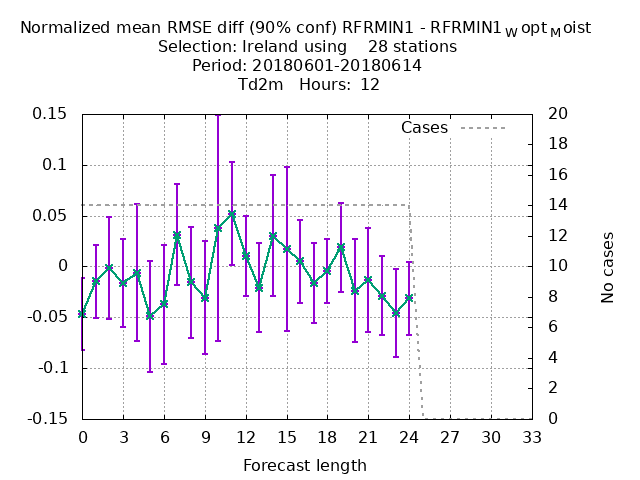 Normalized mean RMSE diff (90% conf) RFRMIN1 - RFRMIN1WoptMoist
Selection: Ireland using 28 stations
Period: 20180601-20180614
Td2m Hours: 12
Cases
0.15
0.1
0.05
0
-0.05
-0.1
-0.15
20
18
16
14
12
10
8
6
4
2
0
No cases
0 3 6 9 12 15 18 21 24 27 30 33
Forecast length